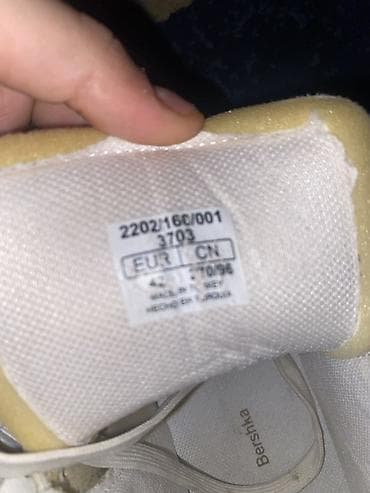 2202/160/001
3703
EUR CN
42 270/96
MADE IN TURKEY
HECHO EN TURQUIA
Bershka